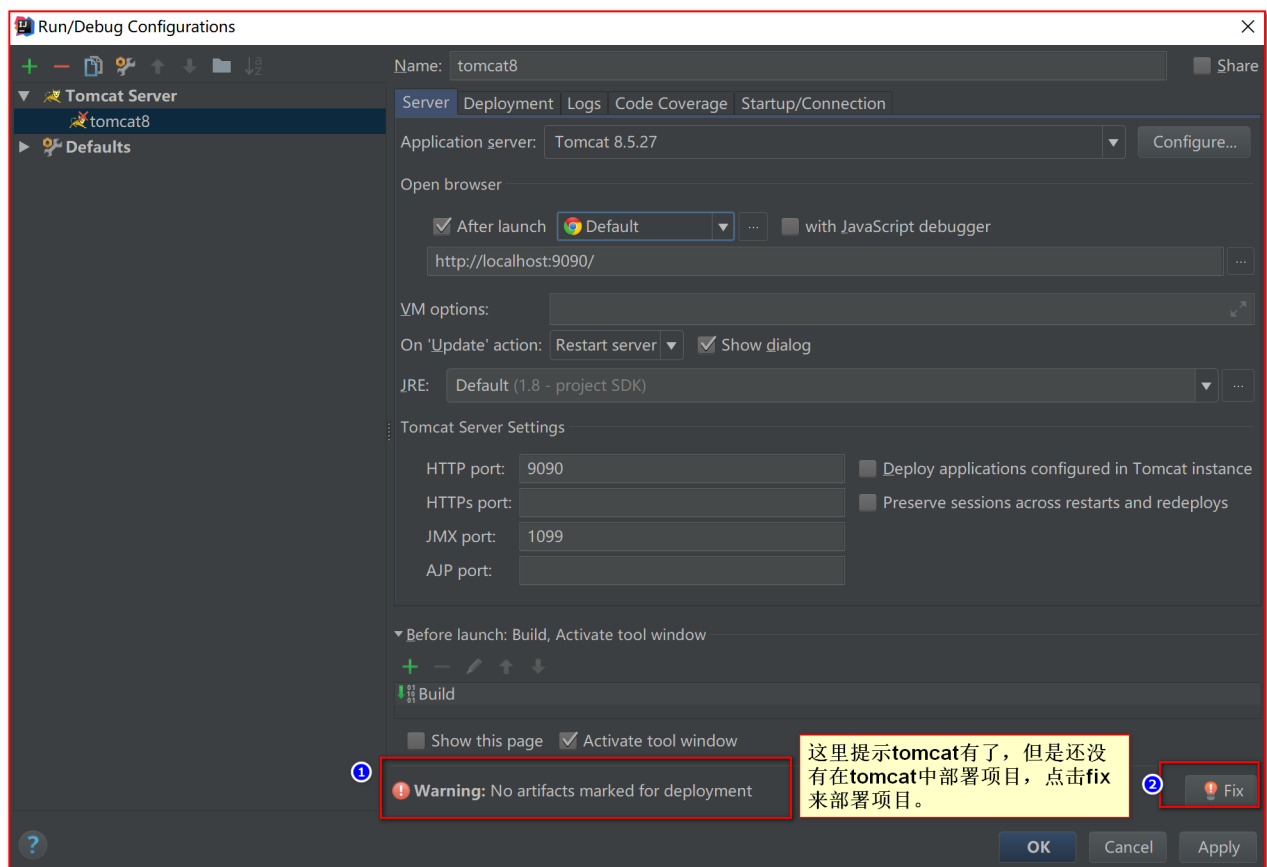 Run/Debug Configurations
Name: tomcat8
Share
Tomcat Server
tomcat8
Defaults
Server Deployment Logs Code Coverage Startup/Connection
Application server: Tomcat 8.5.27 Configure...
Open browser
After launch Default ... with JavaScript debugger
http://localhost:9090/ ...
VM options:
On 'Update' action: Restart server Show dialog
JRE: Default (1.8 - project SDK) ...
Tomcat Server Settings
HTTP port: 9090 Deploy applications configured in Tomcat instance
HTTPs port: Preserve sessions across restarts and redeploys
JMX port: 1099
AJP port:
Before launch: Build, Activate tool window
Build
Show this page Activate tool window
1
Warning: No artifacts marked for deployment
这里提示tomcat有了，但是还没
有在tomcat中部署项目，点击fix
来部署项目。
2
Fix
?
OK Cancel Apply